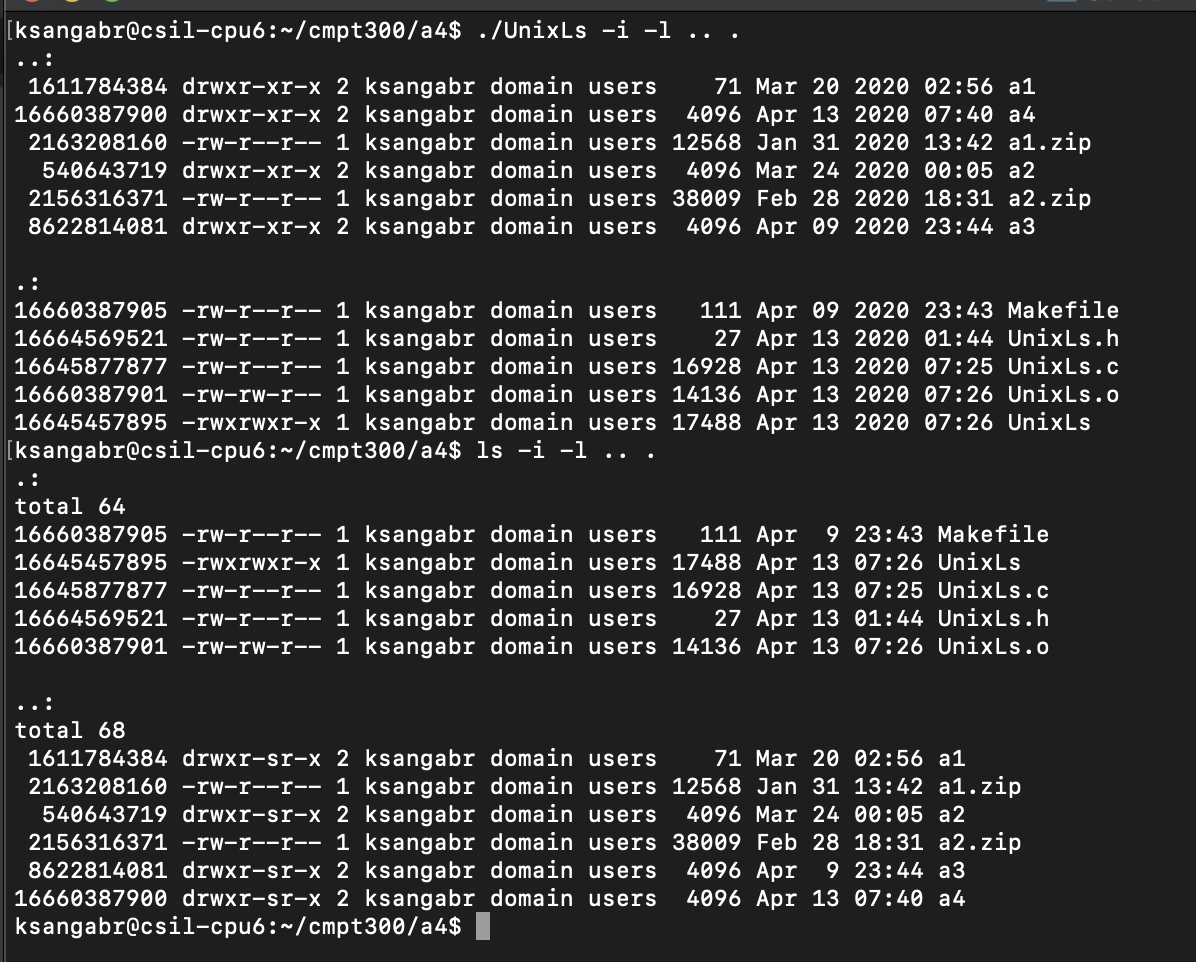 [ksangabr@csil-cpu6:~/cmpt300/a4$ ./UnixLs -i -l .. .
..:
 1611784384 drwxr-xr-x 2 ksangabr domain users    71 Mar 20 2020 02:56 a1
16660387900 drwxr-xr-x 2 ksangabr domain users  4096 Apr 13 2020 07:40 a4
 2163208160 -rw-r--r-- 1 ksangabr domain users 12568 Jan 31 2020 13:42 a1.zip
  540643719 drwxr-xr-x 2 ksangabr domain users  4096 Mar 24 2020 00:05 a2
 2156316371 -rw-r--r-- 1 ksangabr domain users 38009 Feb 28 2020 18:31 a2.zip
 8622814081 drwxr-xr-x 2 ksangabr domain users  4096 Apr 09 2020 23:44 a3

.:
16660387905 -rw-r--r-- 1 ksangabr domain users   111 Apr 09 2020 23:43 Makefile
16664569521 -rw-r--r-- 1 ksangabr domain users    27 Apr 13 2020 01:44 UnixLs.h
16645877877 -rw-r--r-- 1 ksangabr domain users 16928 Apr 13 2020 07:25 UnixLs.c
16660387901 -rw-rw-r-- 1 ksangabr domain users 14136 Apr 13 2020 07:26 UnixLs.o
16645457895 -rwxrwxr-x 1 ksangabr domain users 17488 Apr 13 2020 07:26 UnixLs
[ksangabr@csil-cpu6:~/cmpt300/a4$ ls -i -l .. .
.:
total 64
16660387905 -rw-r--r-- 1 ksangabr domain users   111 Apr  9 23:43 Makefile
16645457895 -rwxrwxr-x 1 ksangabr domain users 17488 Apr 13 07:26 UnixLs
16645877877 -rw-r--r-- 1 ksangabr domain users 16928 Apr 13 07:25 UnixLs.c
16664569521 -rw-r--r-- 1 ksangabr domain users    27 Apr 13 01:44 UnixLs.h
16660387901 -rw-rw-r-- 1 ksangabr domain users 14136 Apr 13 07:26 UnixLs.o

..:
total 68
 1611784384 drwxr-sr-x 2 ksangabr domain users    71 Mar 20 02:56 a1
 2163208160 -rw-r--r-- 1 ksangabr domain users 12568 Jan 31 13:42 a1.zip
  540643719 drwxr-sr-x 2 ksangabr domain users  4096 Mar 24 00:05 a2
 2156316371 -rw-r--r-- 1 ksangabr domain users 38009 Feb 28 18:31 a2.zip
 8622814081 drwxr-sr-x 2 ksangabr domain users  4096 Apr  9 23:44 a3
16660387900 drwxr-sr-x 2 ksangabr domain users  4096 Apr 13 07:40 a4
ksangabr@csil-cpu6:~/cmpt300/a4$